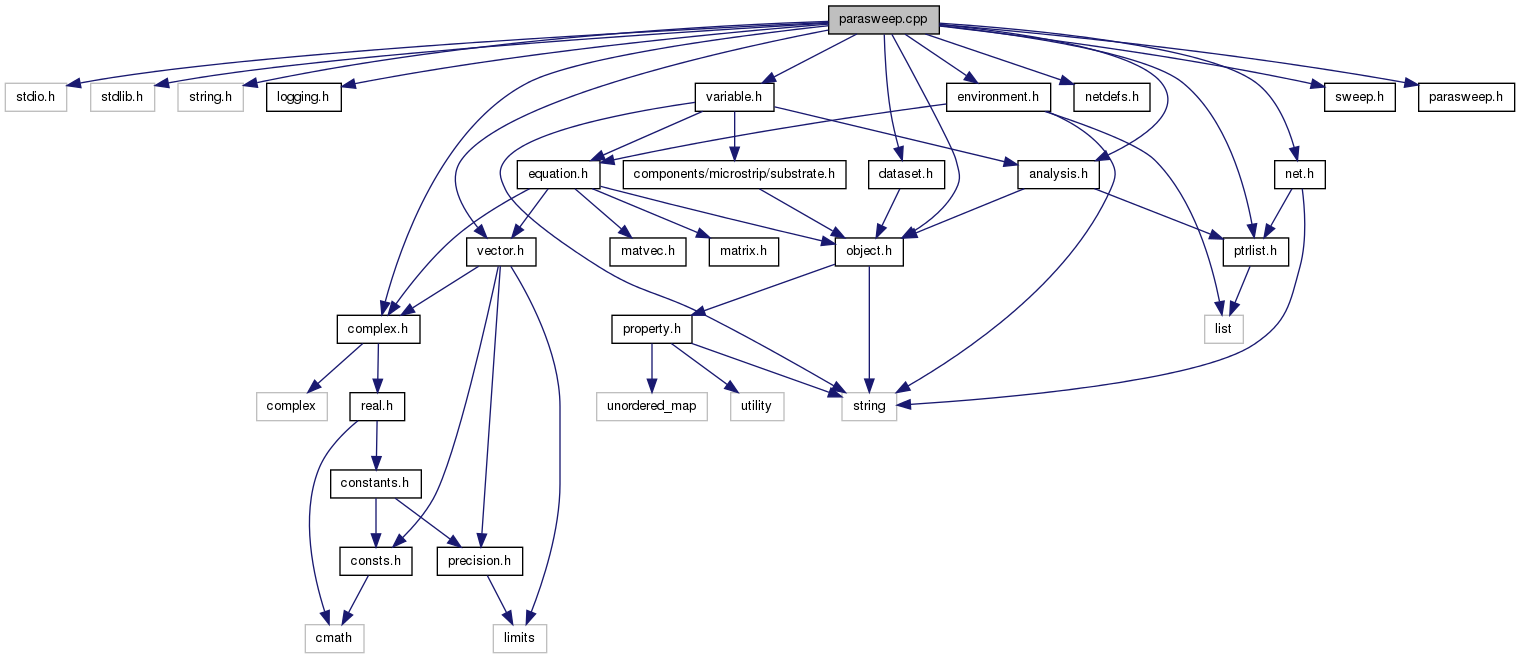 parasweep.cpp
stdio.h
stdlib.h
string.h
logging.h
variable.h
environment.h
netdefs.h
sweep.h
parasweep.h
equation.h
components/microstrip/substrate.h
dataset.h
analysis.h
net.h
vector.h
matvec.h
matrix.h
object.h
ptrlist.h
complex.h
property.h
list
complex
real.h
unordered_map
utility
string
constants.h
consts.h
precision.h
cmath
limits